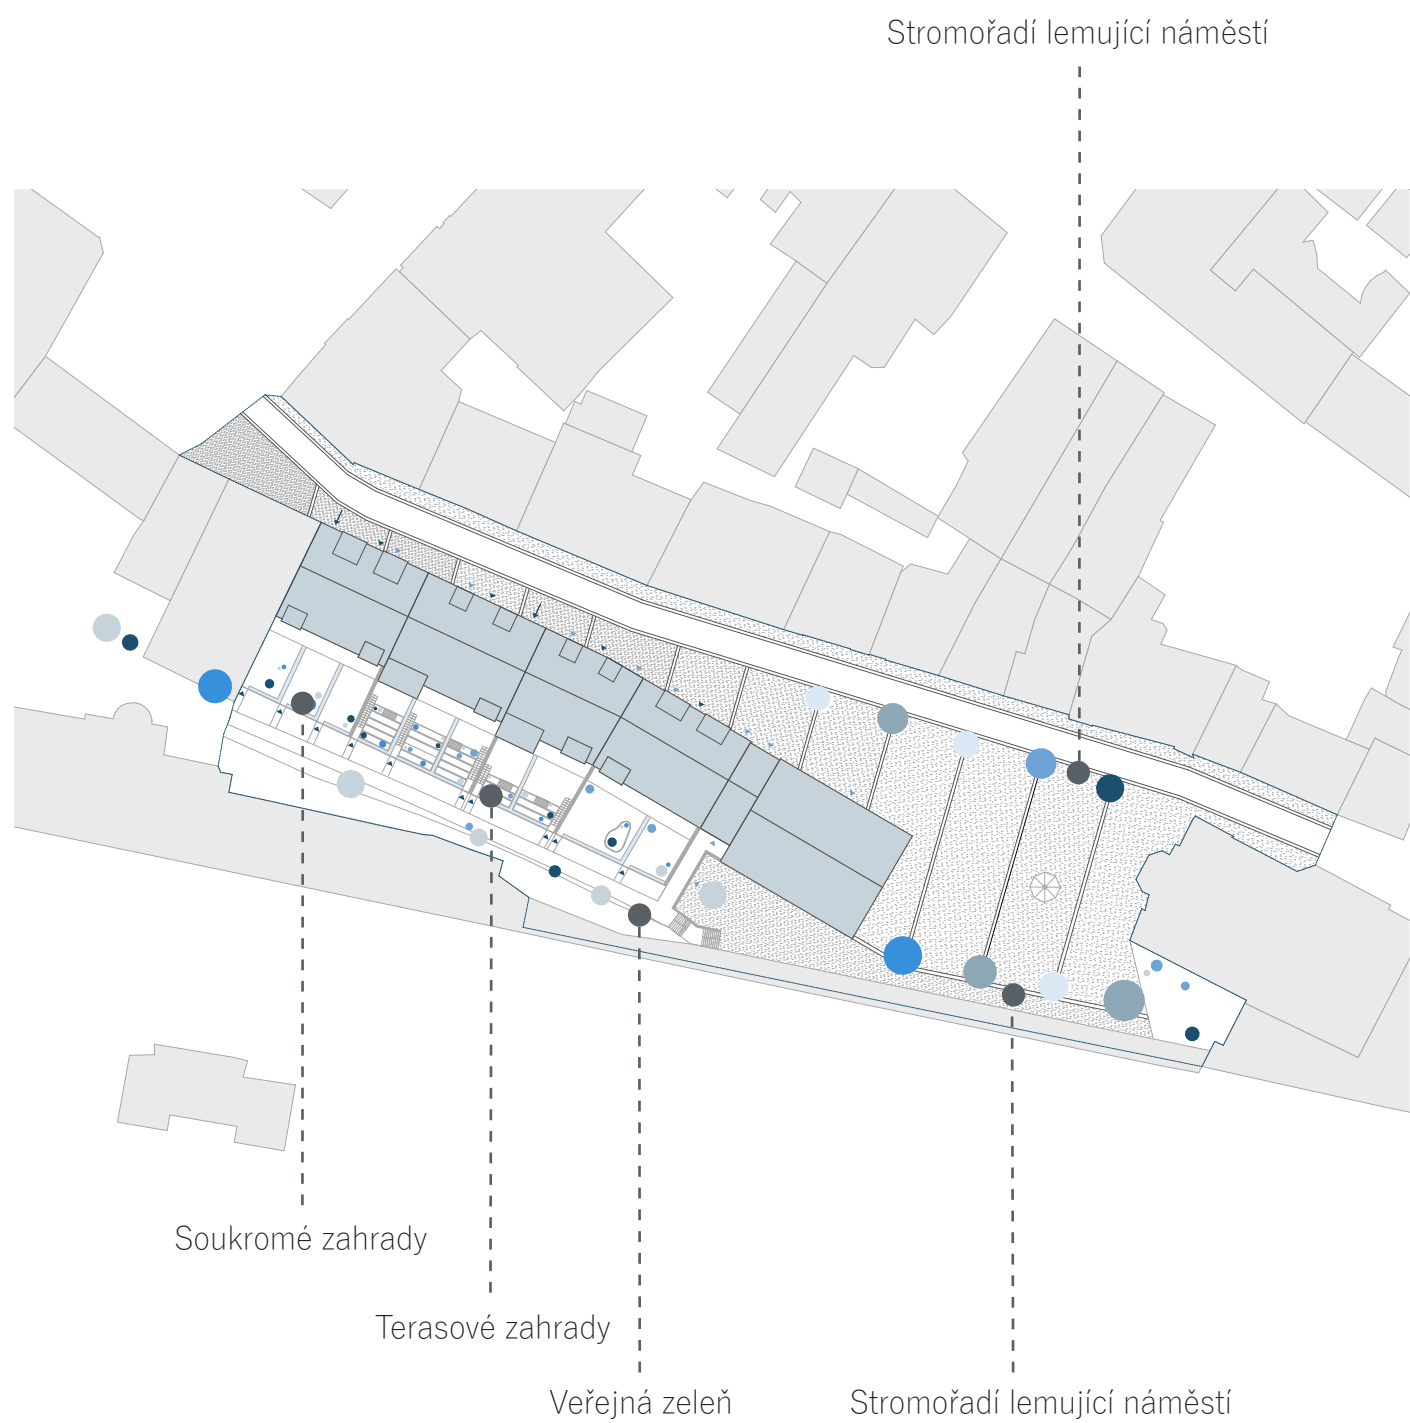 Stromořadí lemující náměstí
Soukromé zahrady
Terasové zahrady
Veřejná zeleň
Stromořadí lemující náměstí